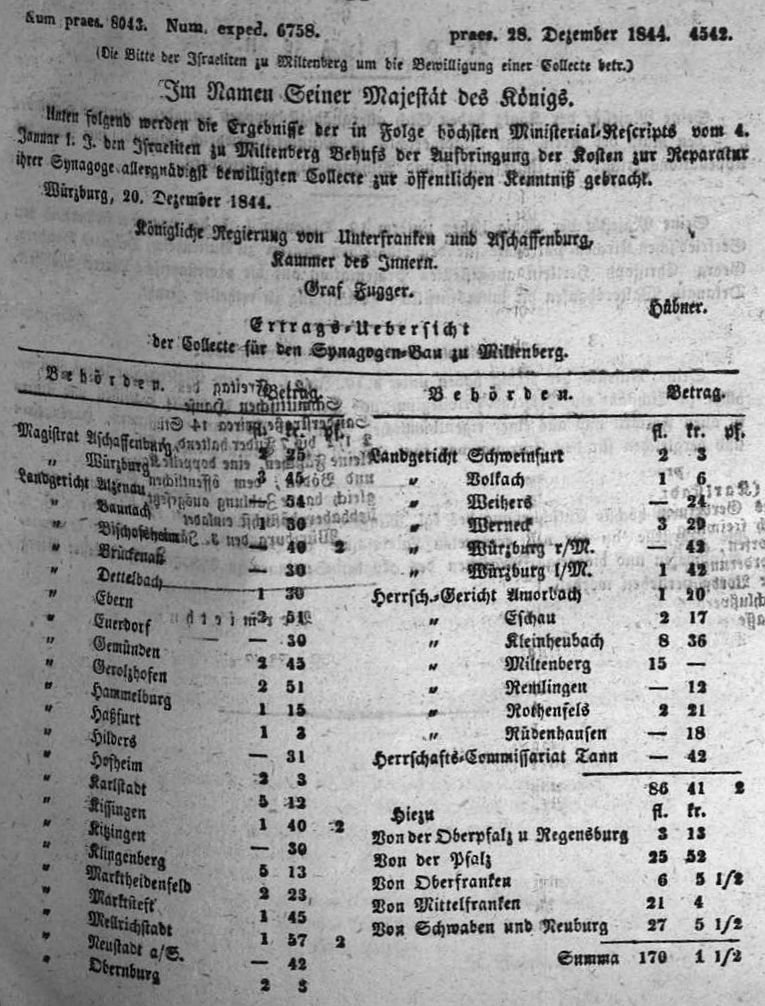 Num praes. 8043. Num. exped. 6758. praes. 28. Dezember 1844. 4542.
(Die Bitte der Israeliten zu Miltenberg um die Bewilligung einer Collecte betr.)
Im Namen Seiner Majestät des Königs.
Unten folgend werden die Ergebnisse der in Folge höchsten Ministerial-Rescripts vom 4.
Januar l. J. den Israeliten zu Miltenberg Behufs der Aufbringung der Kosten zur Reparatur
ihrer Synagoge allergnädigst bewilligten Collecte zur öffentlichen Kenntniß gebracht.
Würzburg, 20. Dezember 1844.
Königliche Regierung von Unterfranken und Aschaffenburg,
Kammer des Innern.
Graf Fugger.
Hübner.
Ertrags-Uebersicht
der Collecte für den Synagogen-Bau zu Miltenberg.
Behörden. Betrag.
fl. kr. pf.
Magistrat Aschaffenburg 2 25
" Würzburg 3 45
Landgericht Alzenau — 54
" Baunach 1 30
" Bischofsheim — 40 2
" Brückenau — 30
" Dettelbach 1 30
" Ebern 2 51
" Euerdorf — 30
" Gemünden 2 45
" Gerolzhofen 2 51
" Hammelburg 1 15
" Haßfurt 1 3
" Hilders — 31
" Hofheim 2 3
" Karlstadt 5 12
" Kissingen 1 40 2
" Kitzingen — 30
" Klingenberg 5 13
" Marktheidenfeld 2 23
" Marktsteft 1 45
" Mellrichstadt 1 57 2
" Neustadt a/S. — 42
" Obernburg 2 3
Behörden. Betrag.
fl. kr. pf.
Landgericht Schweinfurt 2 3
" Volkach 1 6
" Weihers — 24
" Werneck 3 29
" Würzburg r/M. — 42
" Würzburg l/M. 1 42
Herrsch.-Gericht Amorbach 1 20
" Eschau 2 17
" Kleinheubach 8 36
" Miltenberg 15 —
" Remlingen — 12
" Rothenfels 2 21
" Rüdenhausen — 18
Herrschafts-Commissariat Tann — 42
86 41 2
Hiezu fl. kr.
Von der Oberpfalz u Regensburg 3 13
Von der Pfalz 25 52
Von Oberfranken 6 5 1/2
Von Mittelfranken 21 4
Von Schwaben und Neuburg 27 5 1/2
Summa 170 1 1/2